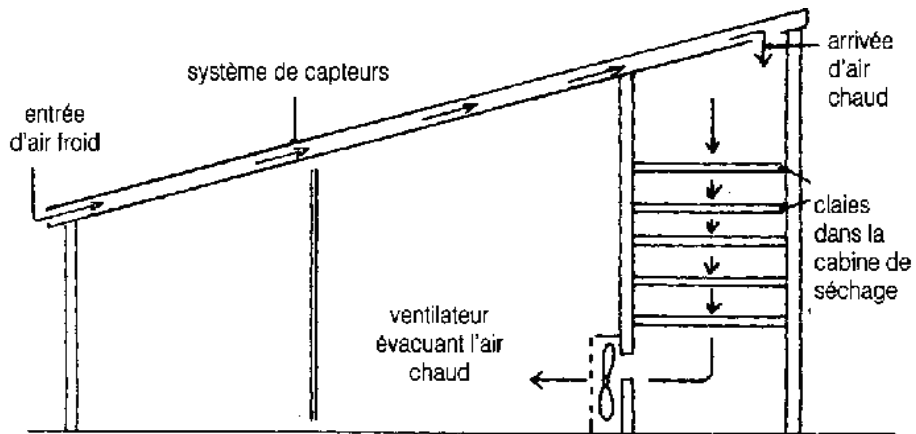 arrivée
d'air
chaud
système de capteurs
entrée
d'air froid
claies
dans la
cabine de
séchage
ventilateur
évacuant l'air
chaud